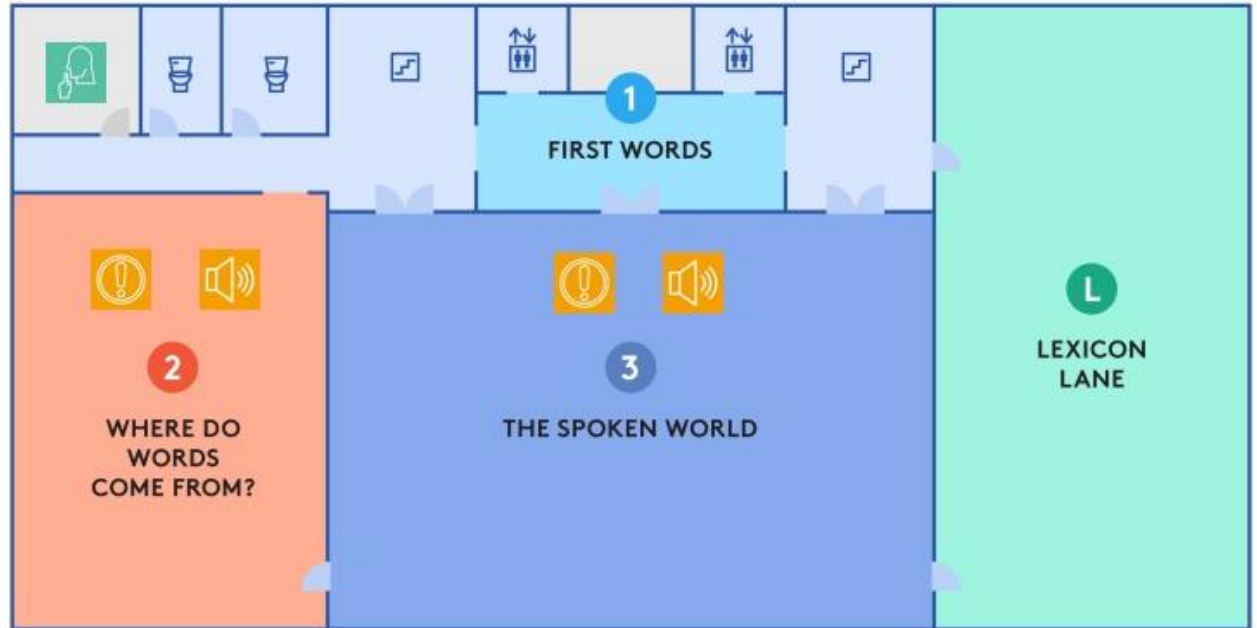 1
FIRST WORDS
2
WHERE DO
WORDS
COME FROM?
3
THE SPOKEN WORLD
L
LEXICON
LANE